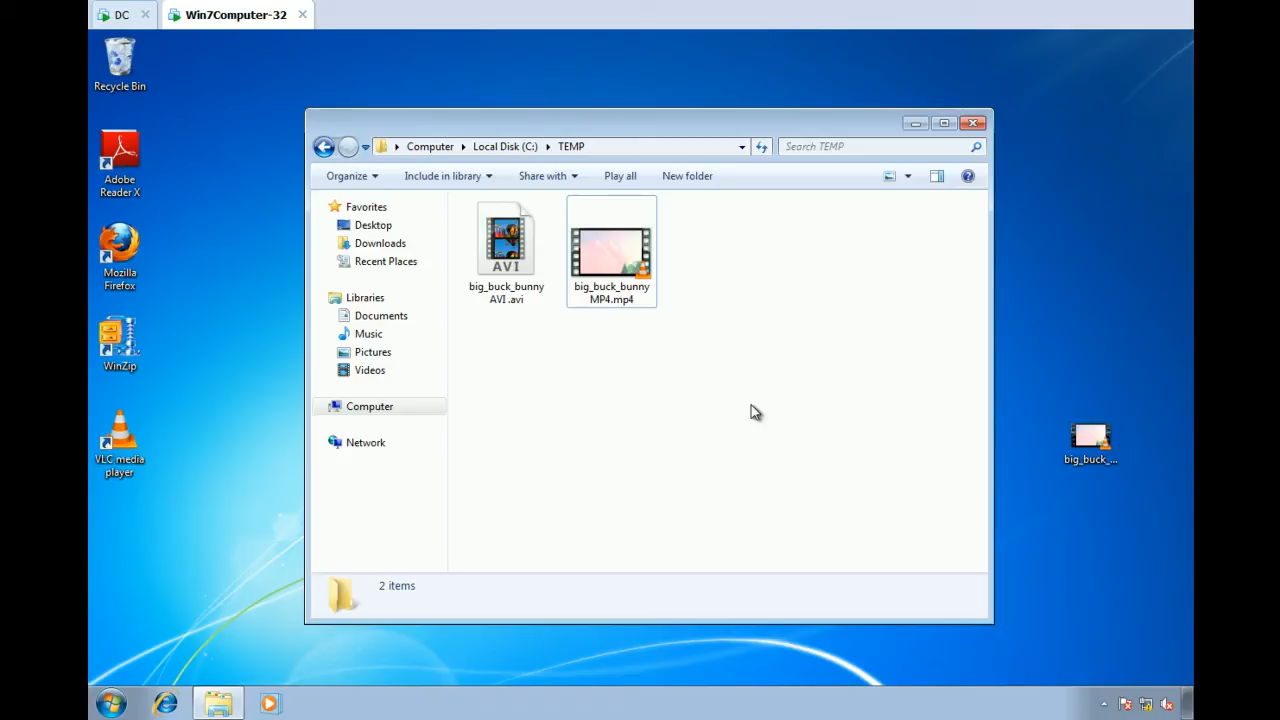 DC
Win7Computer-32
Recycle Bin
Adobe
Reader X
Mozilla
Firefox
WinZip
VLC media
player
Computer
Local Disk (C:)
TEMP
Search TEMP
Organize
Include in library
Share with
Play all
New folder
Favorites
Desktop
Downloads
Recent Places
Libraries
Documents
Music
Pictures
Videos
Computer
Network
AVI
big_buck_bunny
AVI .avi
big_buck_bunny
MP4.mp4
2 items
big_buck_...